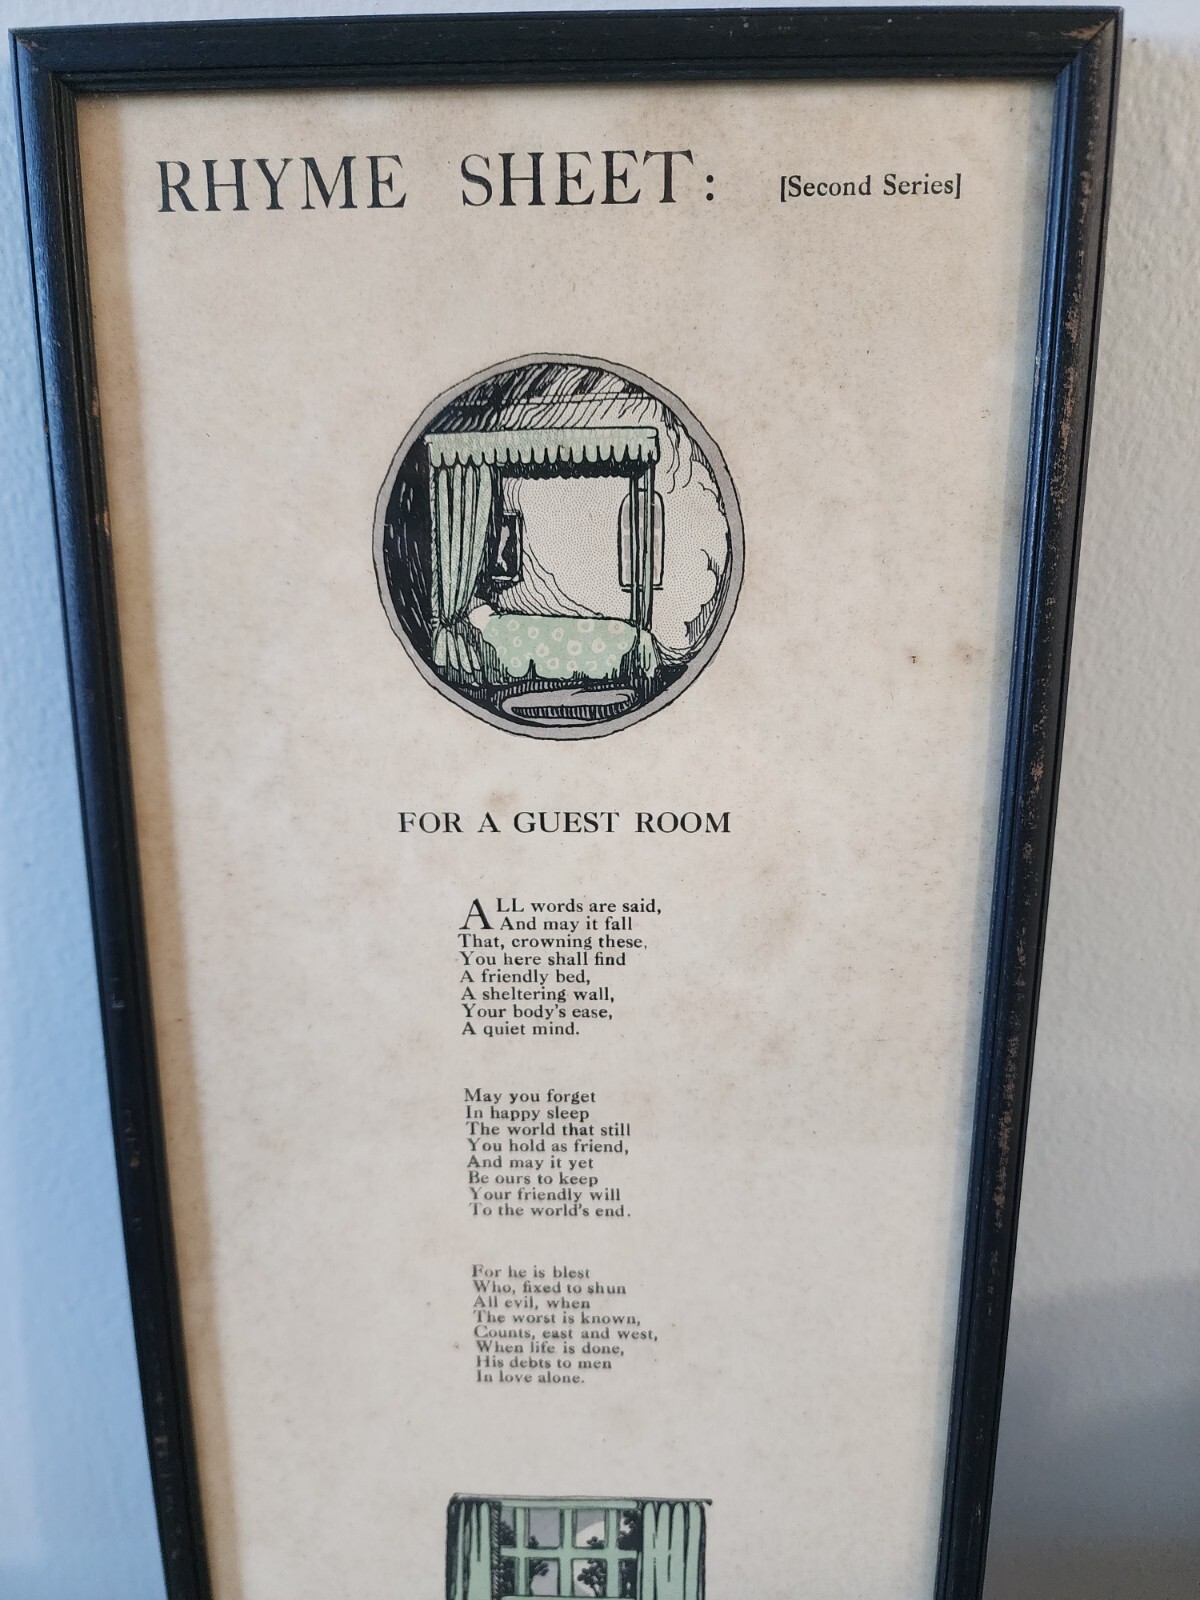 RHYME SHEET: [Second Series]
FOR A GUEST ROOM
ALL words are said,
And may it fall
That, crowning these,
You here shall find
A friendly bed,
A sheltering wall,
Your body's ease,
A quiet mind.
May you forget
In happy sleep
The world that still
You hold as friend,
And may it yet
Be ours to keep
Your friendly will
To the world's end.
For he is blest
Who, fixed to shun
All evil, when
The worst is known,
Counts, east and west,
When life is done,
His debts to men
In love alone.